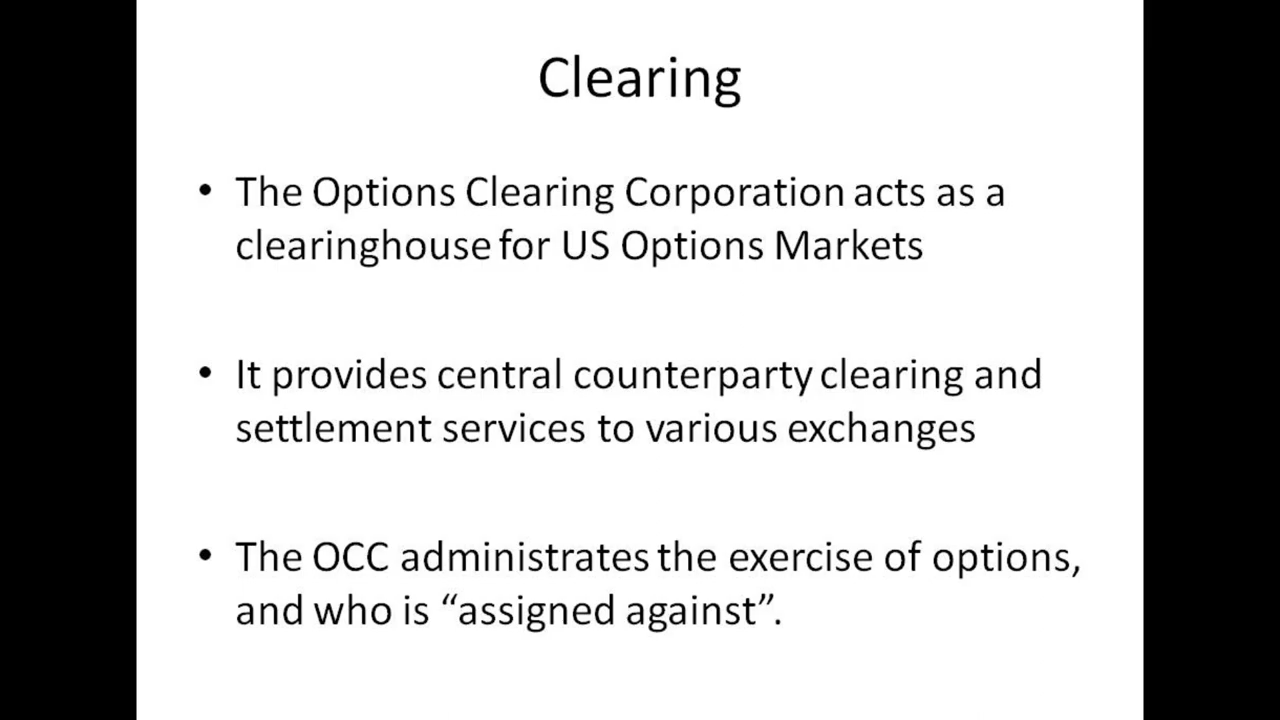 Clearing
• The Options Clearing Corporation acts as a
clearinghouse for US Options Markets
• It provides central counterparty clearing and
settlement services to various exchanges
• The OCC administrates the exercise of options,
and who is “assigned against”.